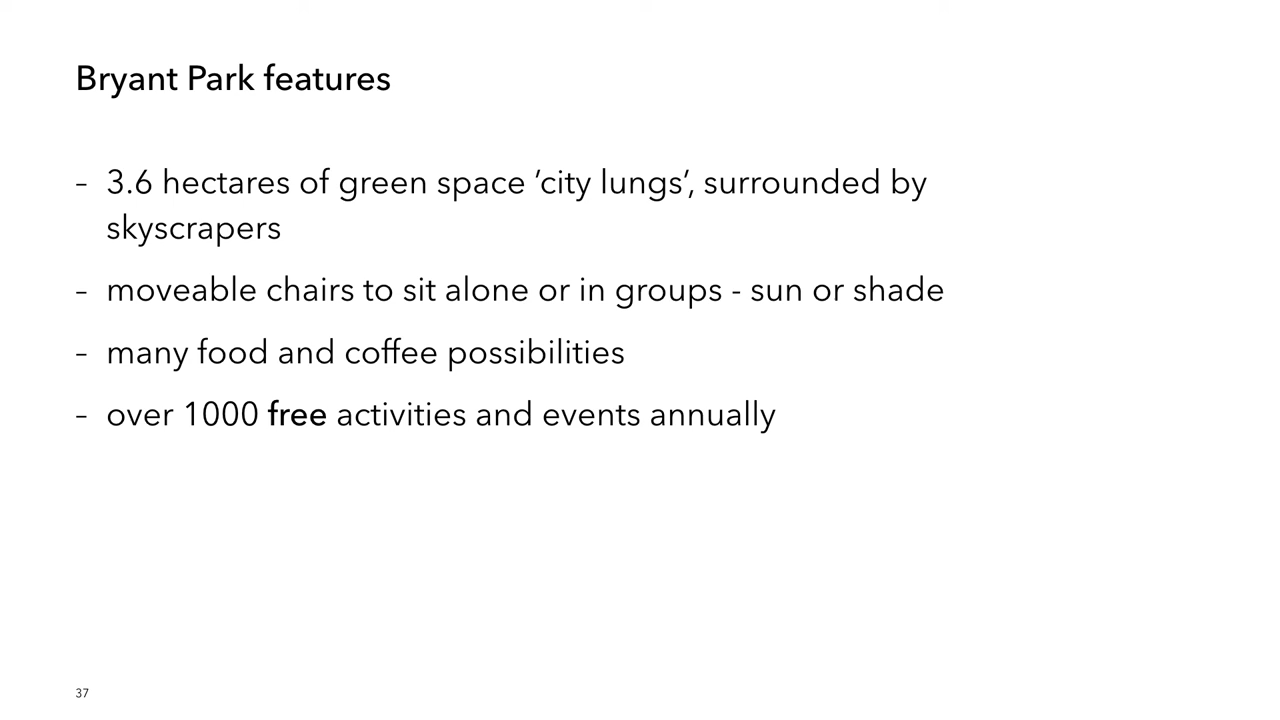 Bryant Park features
– 3.6 hectares of green space ’city lungs’, surrounded by
skyscrapers
– moveable chairs to sit alone or in groups - sun or shade
– many food and coffee possibilities
– over 1000 free activities and events annually
37